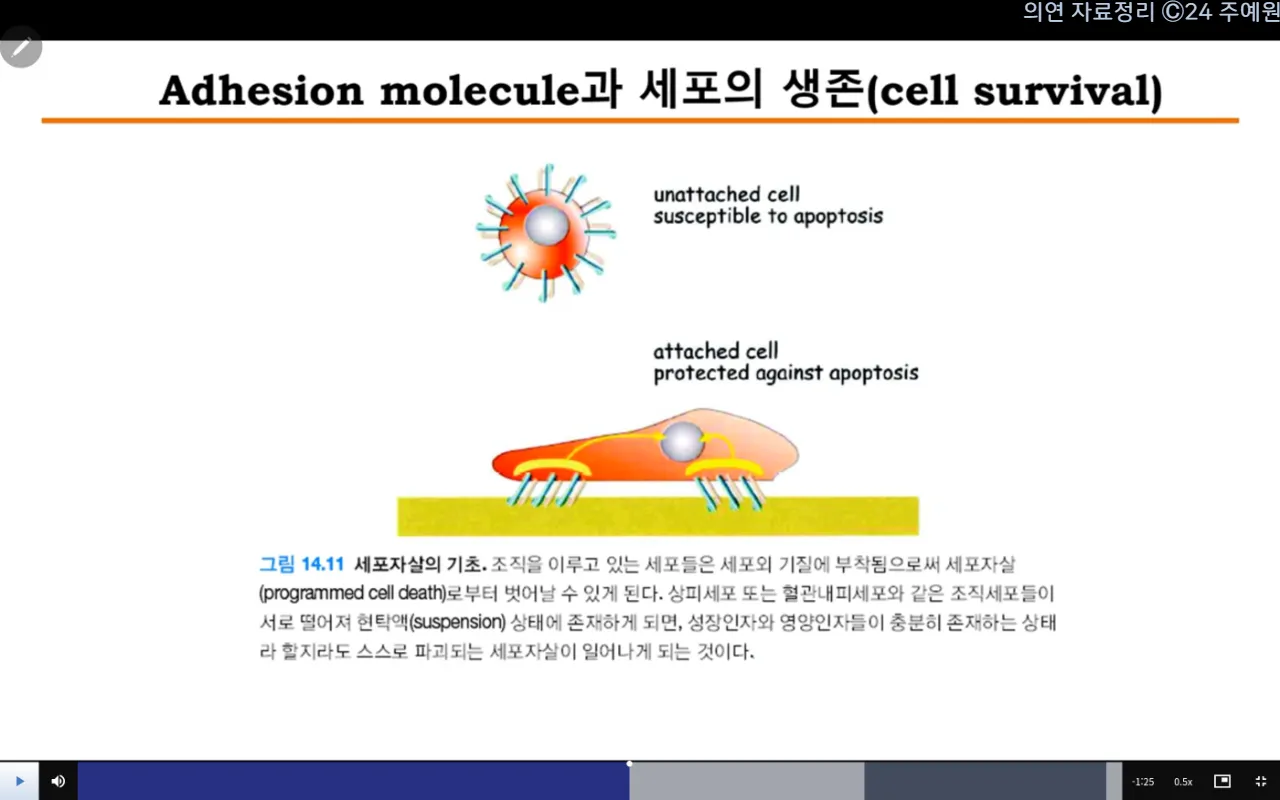 의연 자료정리 ©24 주예원
Adhesion molecule과 세포의 생존(cell survival)
unattached cell
susceptible to apoptosis
attached cell
protected against apoptosis
그림 14.11 세포자살의 기초. 조직을 이루고 있는 세포들은 세포외 기질에 부착됨으로써 세포자살
(programmed cell death)로부터 벗어날 수 있게 된다. 상피세포 또는 혈관내피세포와 같은 조직세포들이
서로 떨어져 현탁액(suspension) 상태에 존재하게 되면, 성장인자와 영양인자들이 충분히 존재하는 상태
라 할지라도 스스로 파괴되는 세포자살이 일어나게 되는 것이다.
-1:25
0.5x